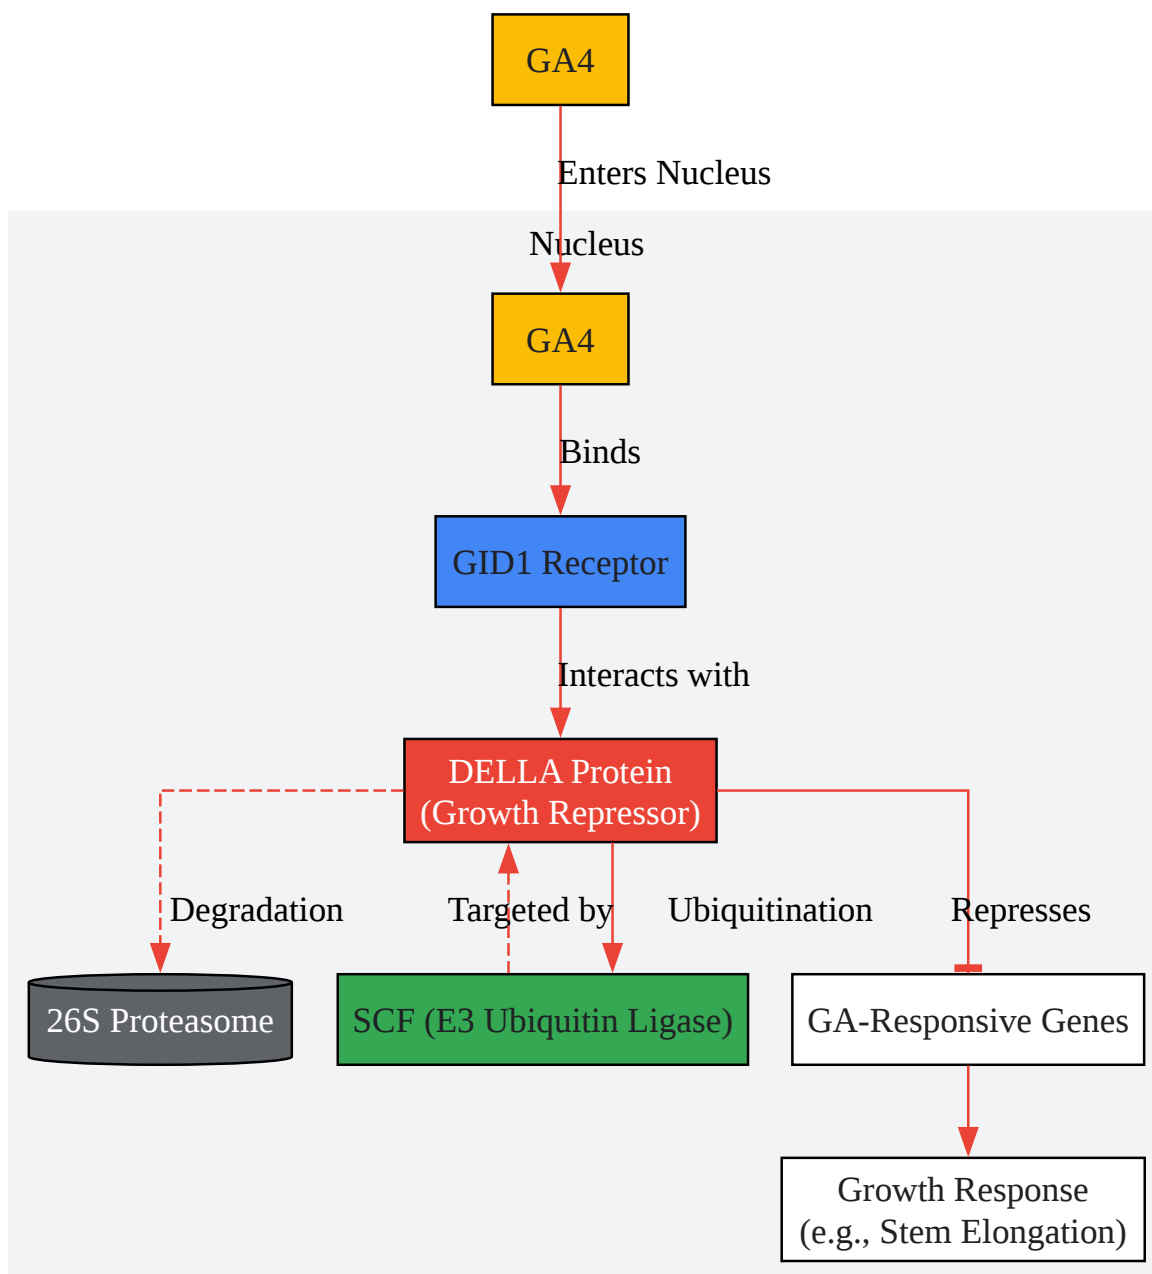 GA4
Enters Nucleus
Nucleus
GA4
Binds
GID1 Receptor
Interacts with
DELLA Protein
(Growth Repressor)
Degradation
Targeted by
Ubiquitination
Represses
26S Proteasome
SCF (E3 Ubiquitin Ligase)
GA-Responsive Genes
Growth Response
(e.g., Stem Elongation)